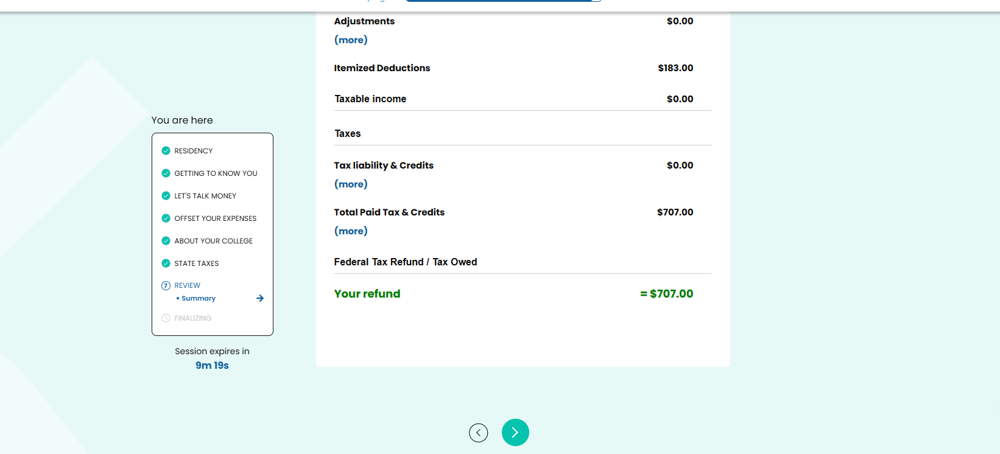 Adjustments $0.00
(more)
Itemized Deductions $183.00
Taxable income $0.00
Taxes
Tax liability & Credits $0.00
(more)
Total Paid Tax & Credits $707.00
(more)
Federal Tax Refund / Tax Owed
Your refund = $707.00
You are here
RESIDENCY
GETTING TO KNOW YOU
LET'S TALK MONEY
OFFSET YOUR EXPENSES
ABOUT YOUR COLLEGE
STATE TAXES
7 REVIEW
• Summary
FINALIZING
Session expires in
9m 19s